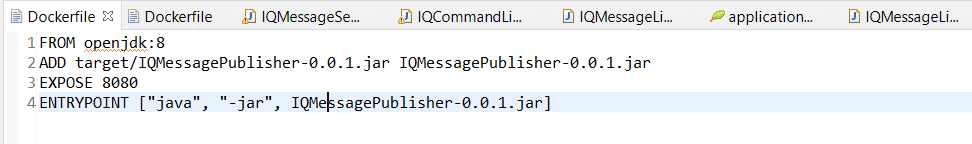 Dockerfile Dockerfile IQMessageSe... IQCommandLi... IQMessageLi... application... IQMessageLi...
1 FROM openjdk:8
2 ADD target/IQMessagePublisher-0.0.1.jar IQMessagePublisher-0.0.1.jar
3 EXPOSE 8080
4 ENTRYPOINT ["java", "-jar", IQMessagePublisher-0.0.1.jar]